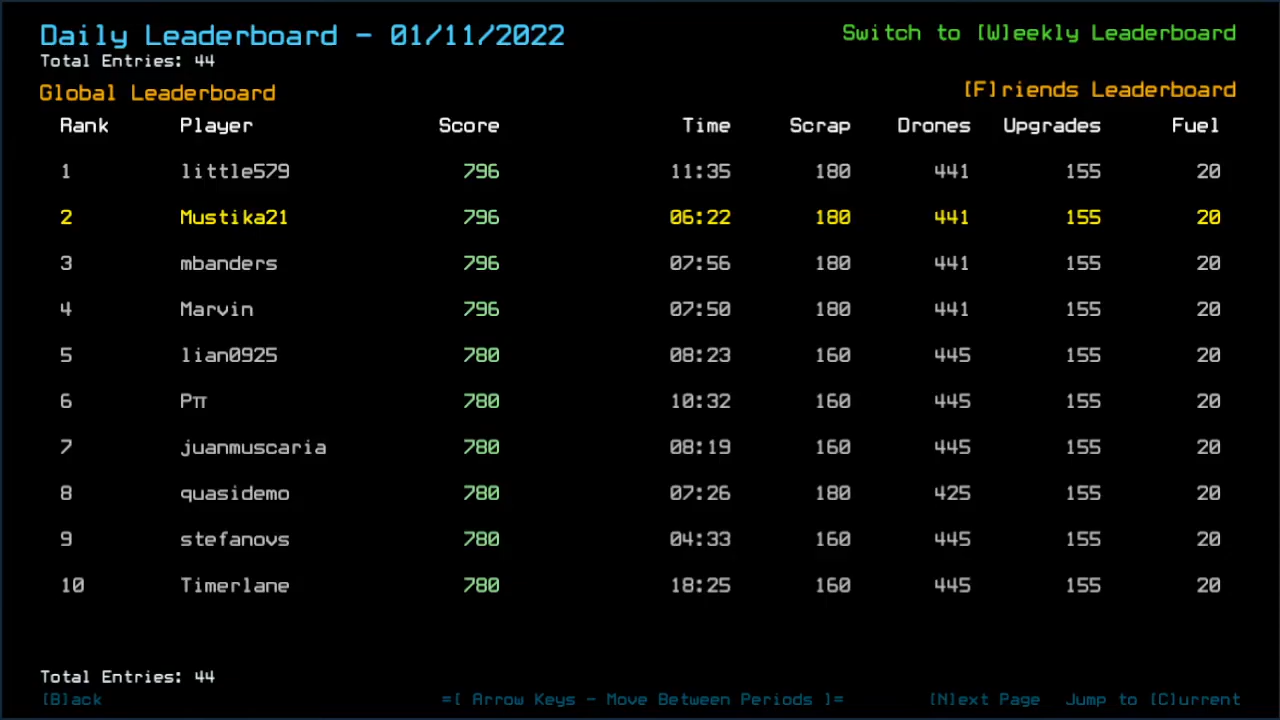 Daily Leaderboard - 01/11/2022 Switch to [W]eekly Leaderboard
Total Entries: 44
Global Leaderboard [F]riends Leaderboard
Rank Player Score Time Scrap Drones Upgrades Fuel
1 little579 796 11:35 180 441 155 20
2 Mustika21 796 06:22 180 441 155 20
3 mbanders 796 07:56 180 441 155 20
4 Marvin 796 07:50 180 441 155 20
5 lian0925 780 08:23 160 445 155 20
6 Pπ 780 10:32 160 445 155 20
7 juanmuscaria 780 08:19 160 445 155 20
8 quasidemo 780 07:26 180 425 155 20
9 stefanovs 780 04:33 160 445 155 20
10 Timerlane 780 18:25 160 445 155 20
Total Entries: 44
[B]ack =[ Arrow Keys - Move Between Periods ]= [N]ext Page Jump to [C]urrent